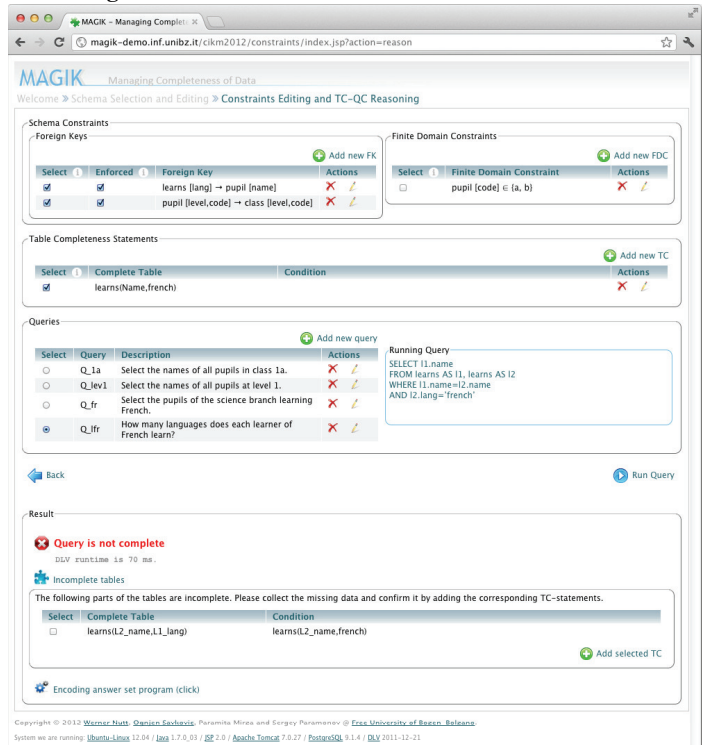 MAGIK – Managing Complete
magik-demo.inf.unibz.it/cikm2012/constraints/index.jsp?action=reason
MAGIK Managing Completeness of Data
Welcome » Schema Selection and Editing » Constraints Editing and TC-QC Reasoning
Schema Constraints
Foreign Keys
Add new FK
Select Enforced Foreign Key Actions
learns [lang] → pupil [name]
pupil [level,code] → class [level,code]
Finite Domain Constraints
Add new FDC
Select Finite Domain Constraint Actions
pupil [code] ∈ {a, b}
Table Completeness Statements
Add new TC
Select Complete Table Condition Actions
learns(Name,french)
Queries
Add new query
Select Query Description Actions
Q_1a Select the names of all pupils in class 1a.
Q_lev1 Select the names of all pupils at level 1.
Q_fr Select the pupils of the science branch learning
French.
Q_lfr How many languages does each learner of
French learn?
Running Query
SELECT l1.name
FROM learns AS l1, learns AS l2
WHERE l1.name=l2.name
AND l2.lang='french'
Back
Run Query
Result
Query is not complete
DLV runtime is 70 ms.
Incomplete tables
The following parts of the tables are incomplete. Please collect the missing data and confirm it by adding the corresponding TC-statements.
Select Complete Table Condition
learns(L2_name,L1_lang) learns(L2_name,french)
Add selected TC
Encoding answer set program (click)
Copyright © 2012 Werner Nutt, Ognjen Savkovic, Paramita Mirza and Sergey Paramonov @ Free University of Bozen Bolzano.
System we are running: Ubuntu-Linux 12.04 / Java 1.7.0_03 / JSP 2.0 / Apache Tomcat 7.0.27 / PostgreSQL 9.1.4 / DLV 2011-12-21